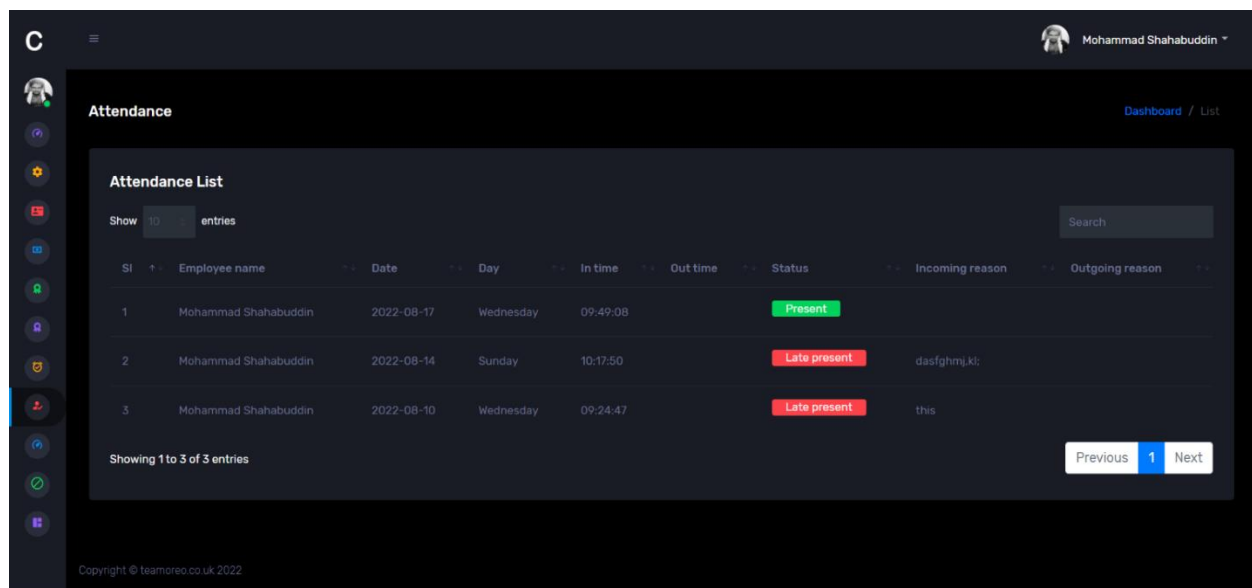 C
Mohammad Shahabuddin
Attendance
Dashboard / List
Attendance List
Show 10 entries
Search
Sl Employee name Date Day In time Out time Status Incoming reason Outgoing reason
1 Mohammad Shahabuddin 2022-08-17 Wednesday 09:49:08 Present
2 Mohammad Shahabuddin 2022-08-14 Sunday 10:17:50 Late present dasfghmj,kl;
3 Mohammad Shahabuddin 2022-08-10 Wednesday 09:24:47 Late present this
Showing 1 to 3 of 3 entries
Previous 1 Next
Copyright © teamoreo.co.uk 2022